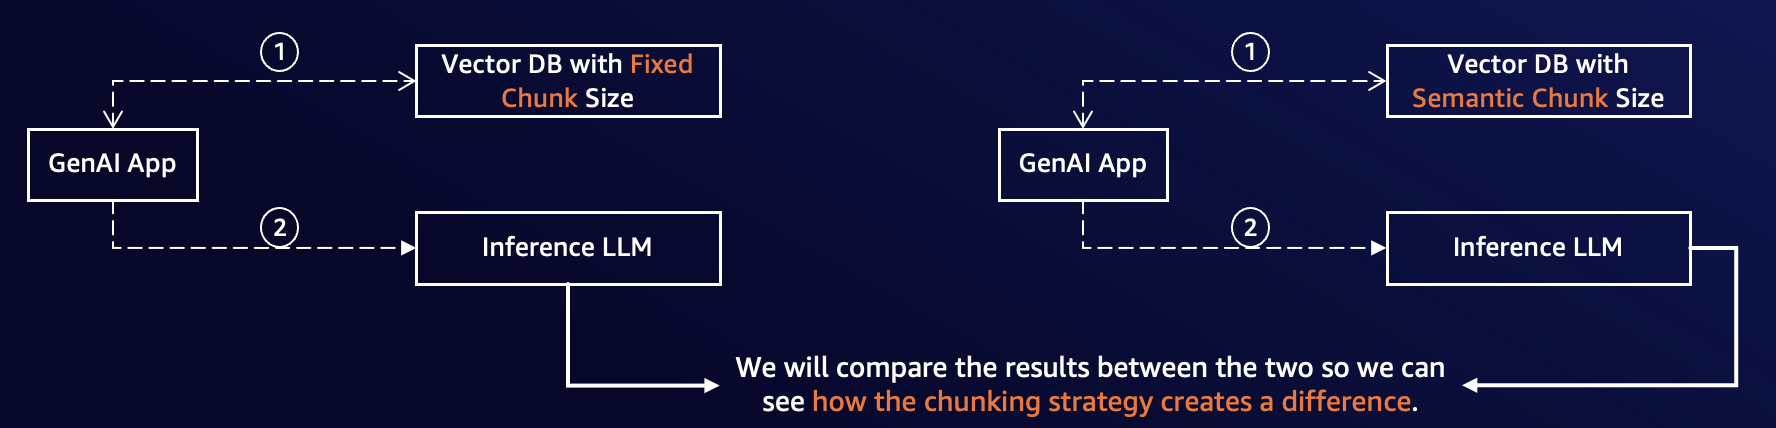 1
Vector DB with Fixed
Chunk Size
GenAI App
2
Inference LLM
1
Vector DB with
Semantic Chunk Size
GenAI App
2
Inference LLM
We will compare the results between the two so we can
see how the chunking strategy creates a difference.